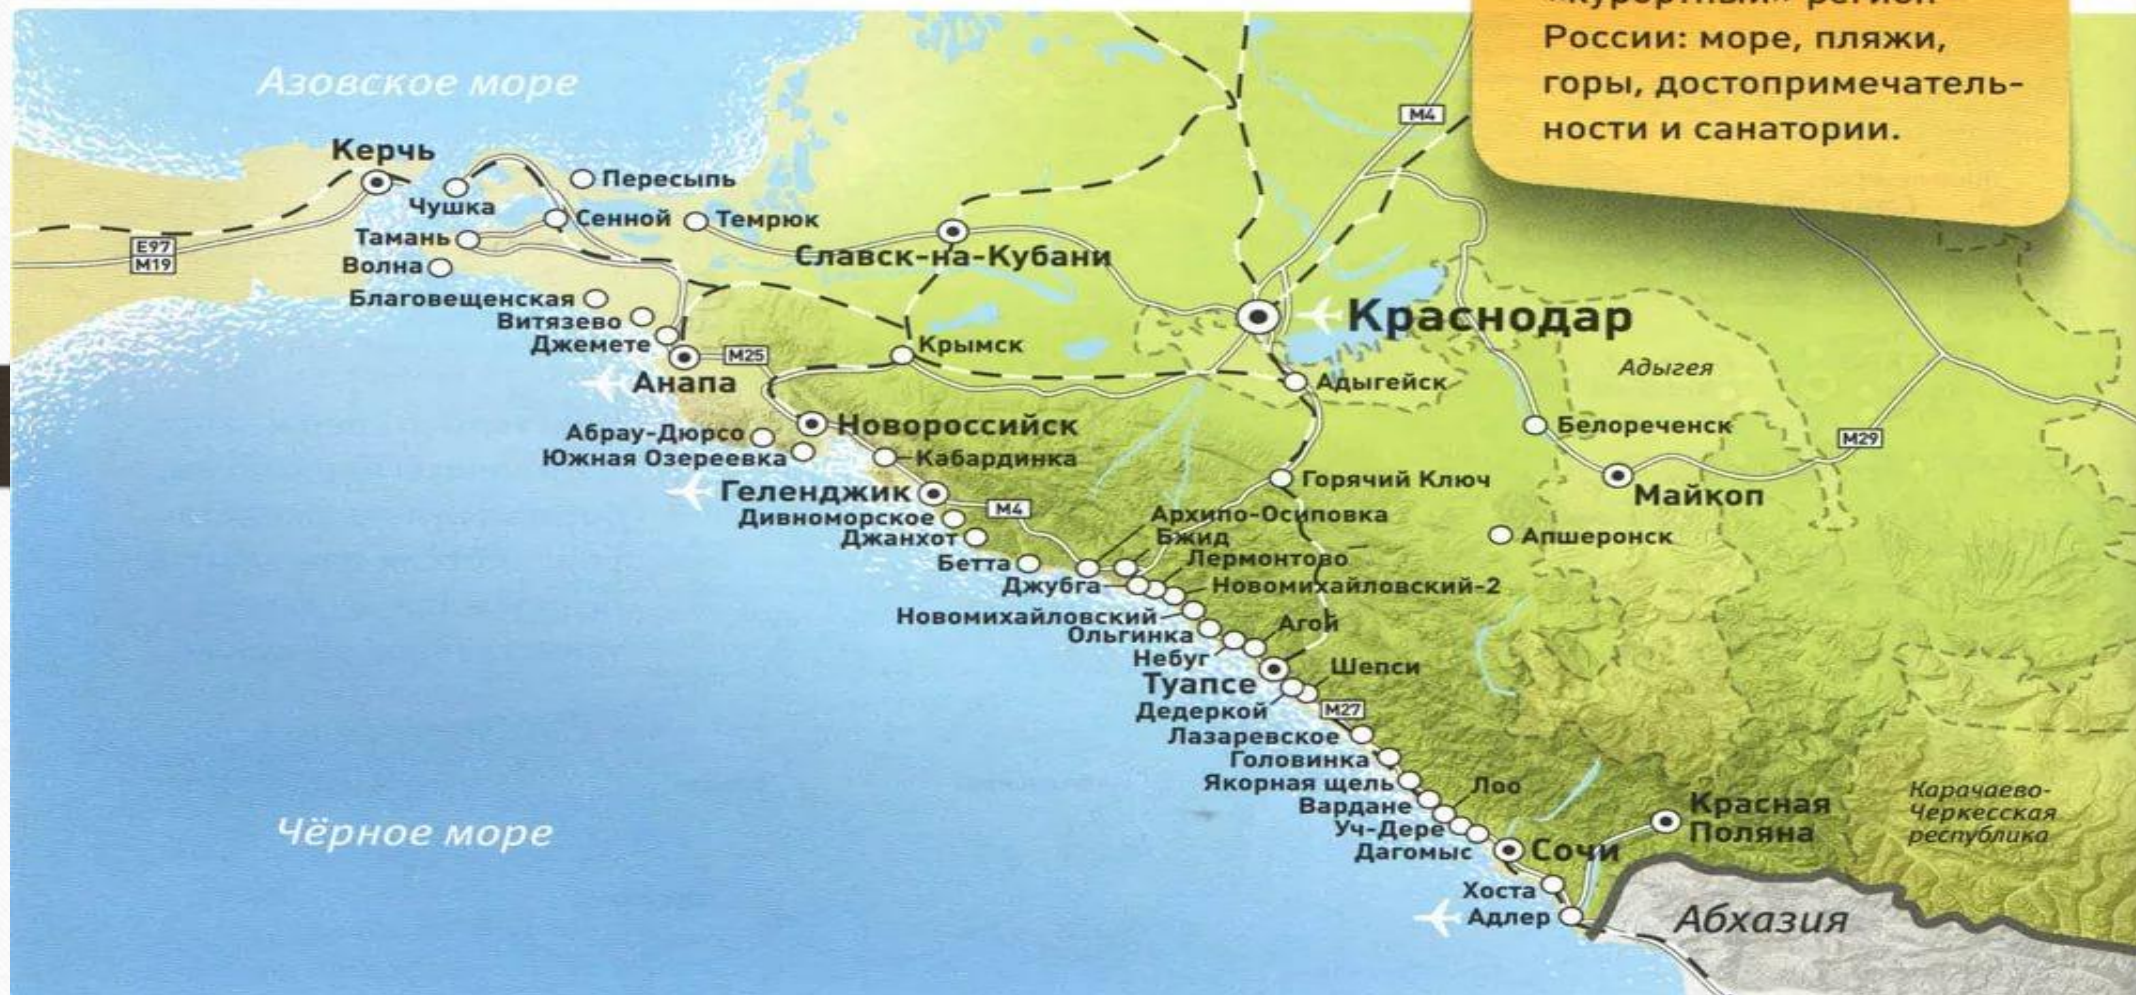 «курортный» регион
России: море, пляжи,
горы, достопримечатель-
ности и санатории.
Азовское море
M4
Керчь
Пересыпь
Чушка
Сенной
Темрюк
Тамань
Славск-на-Кубани
E97
M19
Волна
Благовещенская
Витязево
Краснодар
Джемете
Крымск
M25
Адыгея
Анапа
Адыгейск
Новороссийск
Белореченск
Абрау-Дюрсо
M29
Южная Озереевка
Кабардинка
Геленджик
Горячий Ключ
Майкоп
M4
Дивноморское
Архипо-Осиповка
Джанхот
Бжид
Апшеронск
Бетта
Лермонтово
Джубга
Новомихайловский-2
Новомихайловский
Ольгинка
Агой
Небуг
Шепси
Туапсе
Дедеркой
M27
Лазаревское
Головинка
Якорная щель
Лоо
Вардане
Красная
Поляна
Карачаево-
Черкесская
республика
Уч-Дере
Чёрное море
Дагомыс
Сочи
Хоста
Адлер
Абхазия